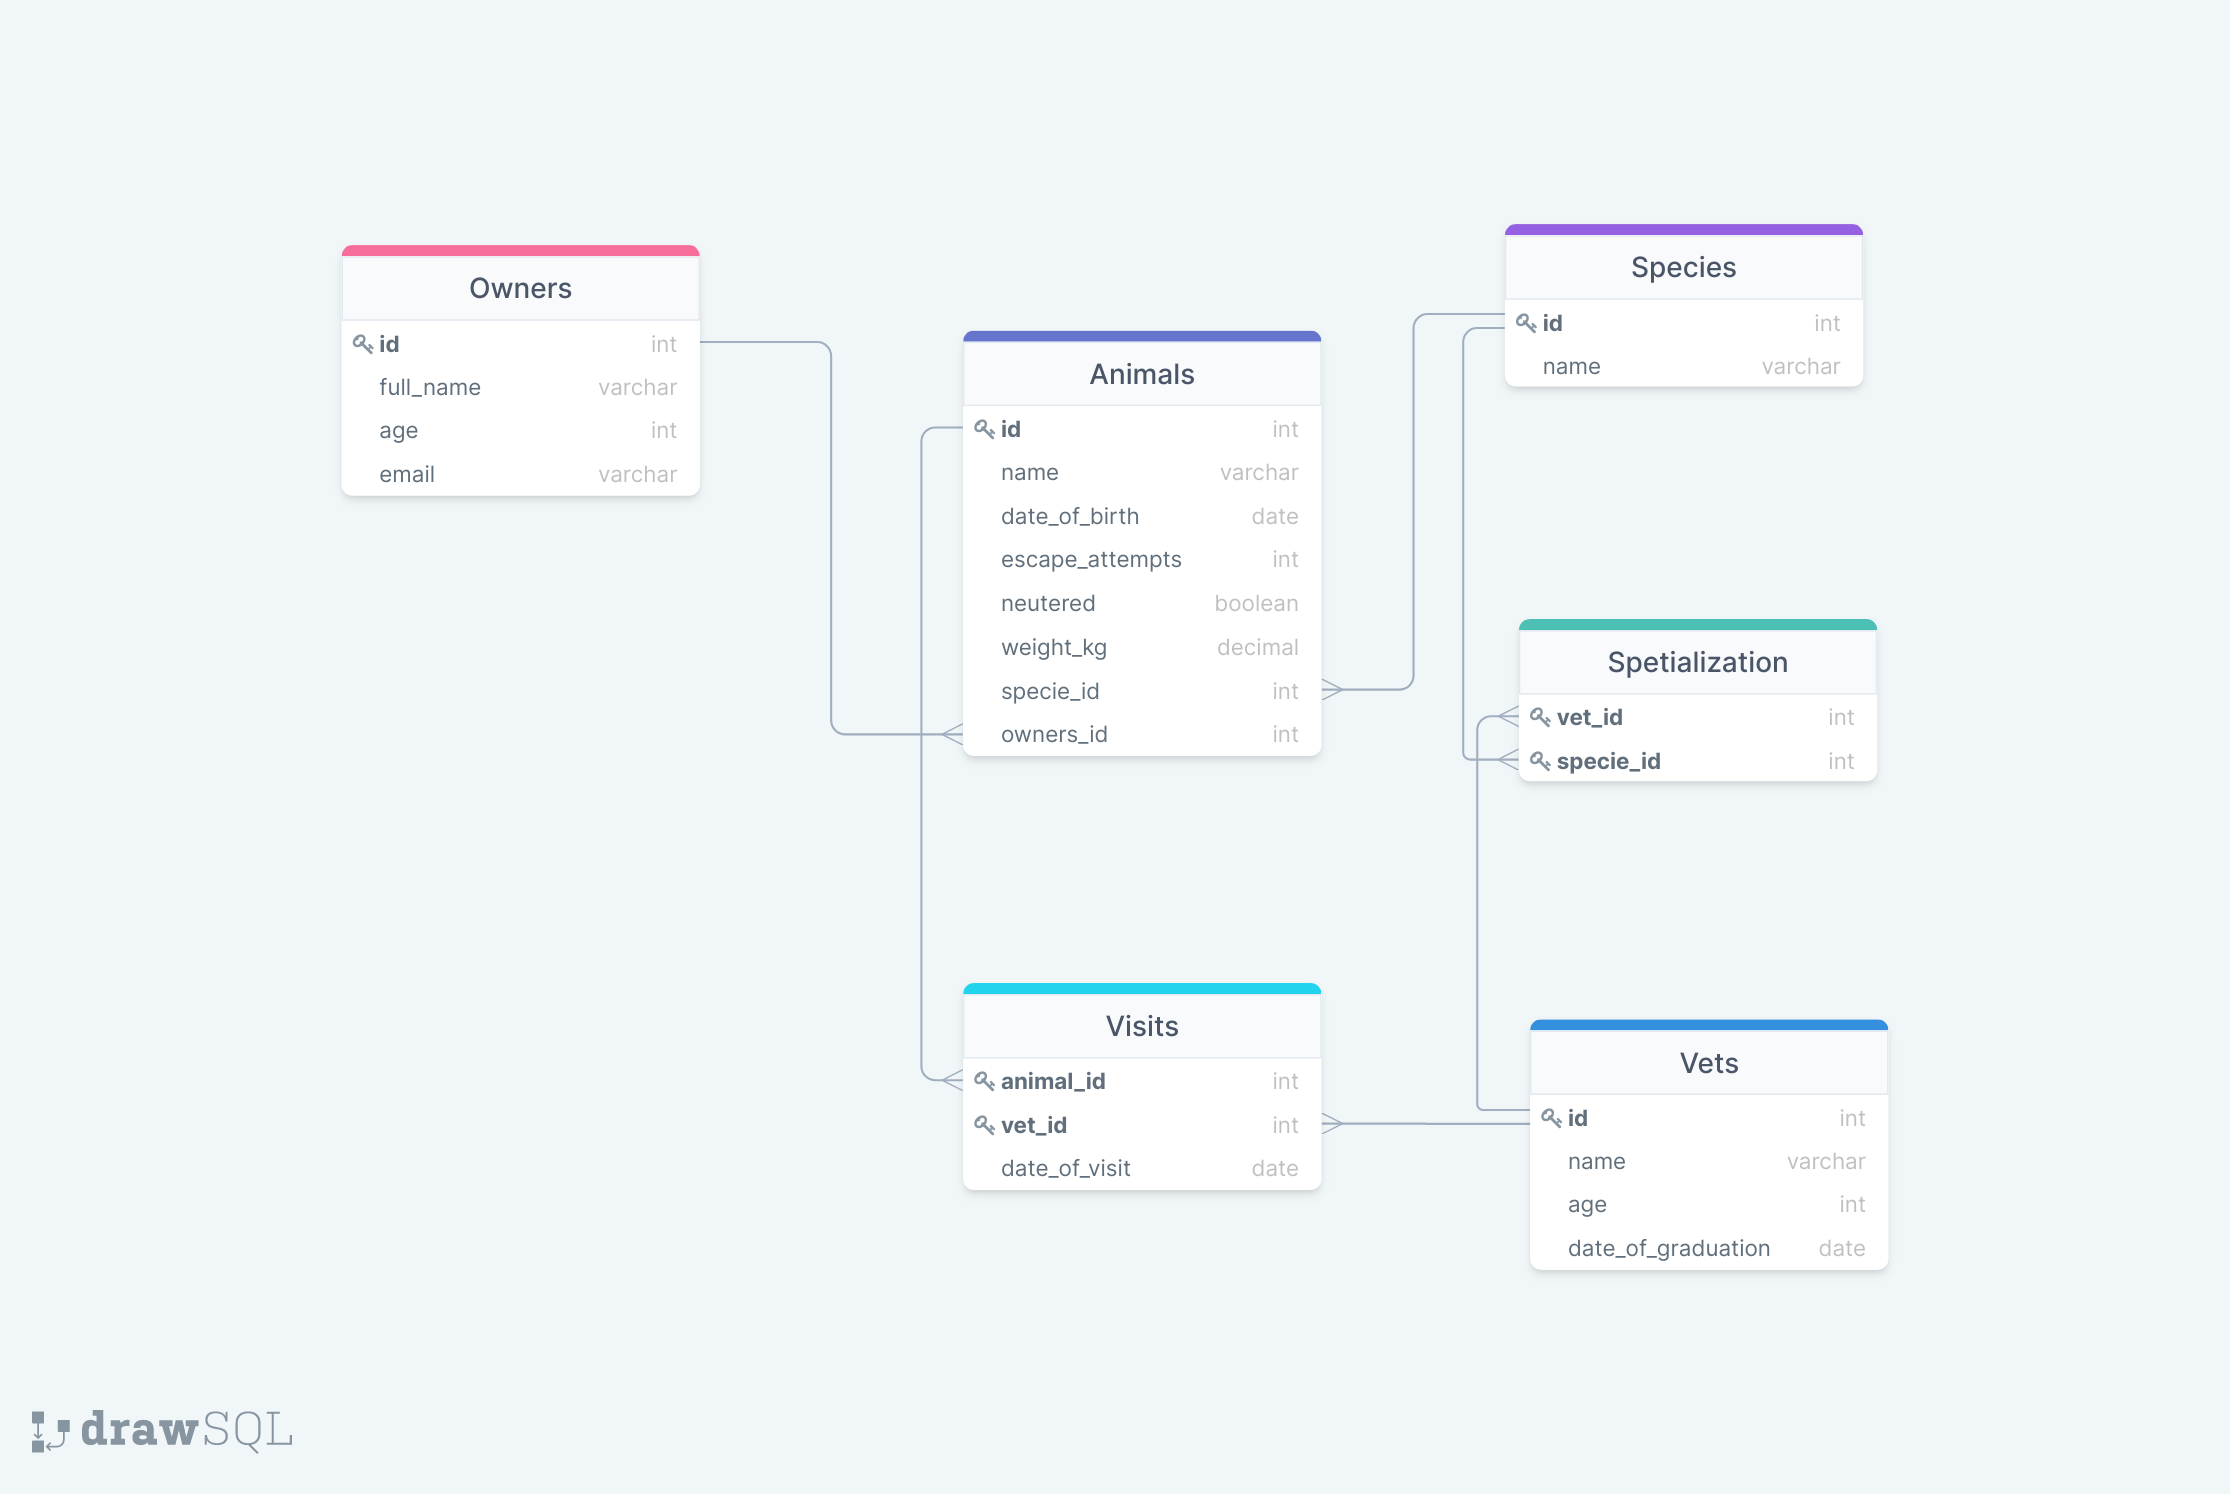 Owners
id int
full_name varchar
age int
email varchar
Animals
id int
name varchar
date_of_birth date
escape_attempts int
neutered boolean
weight_kg decimal
specie_id int
owners_id int
Species
id int
name varchar
Spetialization
vet_id int
specie_id int
Visits
animal_id int
vet_id int
date_of_visit date
Vets
id int
name varchar
age int
date_of_graduation date
drawSQL